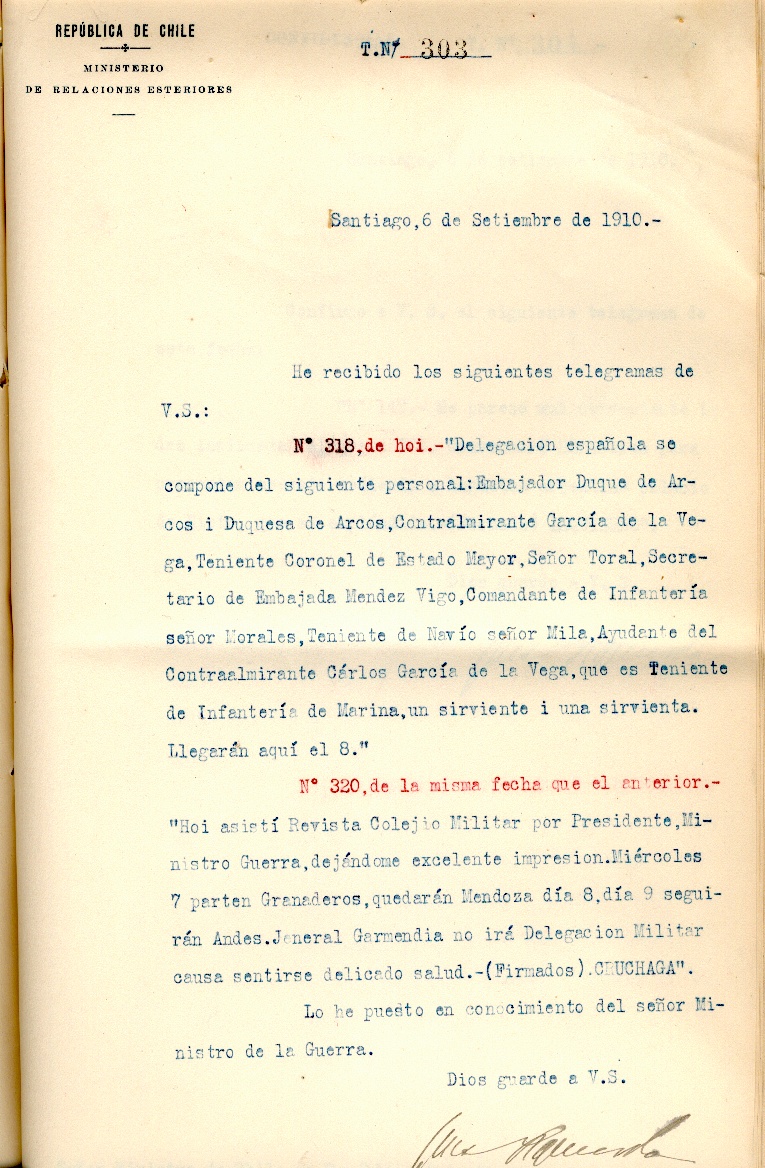 REPÚBLICA DE CHILE
MINISTERIO
DE RELACIONES ESTERIORES
T.Nº 303
Santiago,6 de Setiembre de 1910.-
He recibido los siguientes telegramas de
V.S.:
N° 318,de hoi.-"Delegacion española se
compone del siguiente personal:Embajador Duque de Ar-
cos i Duquesa de Arcos,Contralmirante García de la Ve-
ga,Teniente Coronel de Estado Mayor,Señor Toral,Secre-
tario de Embajada Mendez Vigo,Comandante de Infantería
señor Morales,Teniente de Navío señor Mila,Ayudante del
Contraalmirante Cárlos García de la Vega,que es Teniente
de Infantería de Marina,un sirviente i una sirvienta.
Llegarán aquí el 8."
N° 320,de la misma fecha que el anterior.-
"Hoi asistí Revista Colejio Militar por Presidente,Mi-
nistro Guerra,dejándome excelente impresion.Miércoles
7 parten Granaderos,quedarán Mendoza día 8,día 9 segui-
rán Andes.Jeneral Garmendia no irá Delegacion Militar
causa sentirse delicado salud.-(Firmados).CRUCHAGA".
Lo he puesto en conocimiento del señor Mi-
nistro de la Guerra.
Dios guarde a V.S.
Luis Izquierdo